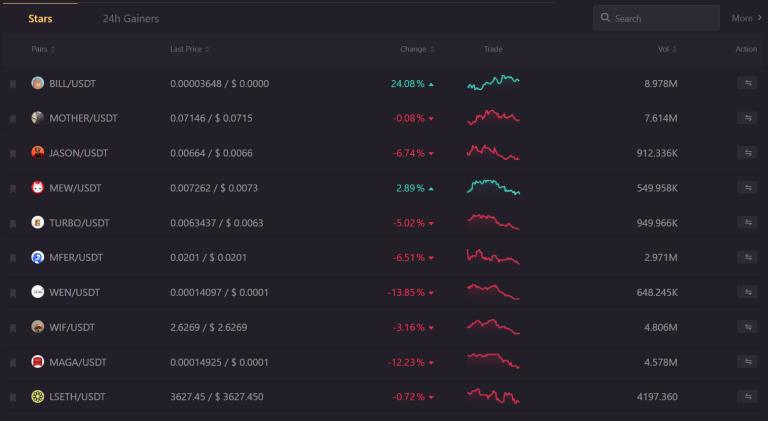 Stars 24h Gainers Search More
Pairs Last Price Change Trade Vol Action
BILL/USDT 0.00003648 / $ 0.0000 24.08% 8.978M
MOTHER/USDT 0.07146 / $ 0.0715 -0.08% 7.614M
JASON/USDT 0.00664 / $ 0.0066 -6.74% 912.336K
MEW/USDT 0.007262 / $ 0.0073 2.89% 549.958K
TURBO/USDT 0.0063437 / $ 0.0063 -5.02% 949.966K
MFER/USDT 0.0201 / $ 0.0201 -6.51% 2.971M
WEN/USDT 0.00014097 / $ 0.0001 -13.85% 648.245K
WIF/USDT 2.6269 / $ 2.6269 -3.16% 4.806M
MAGA/USDT 0.00014925 / $ 0.0001 -12.23% 4.578M
LSETH/USDT 3627.45 / $ 3627.450 -0.72% 4197.360